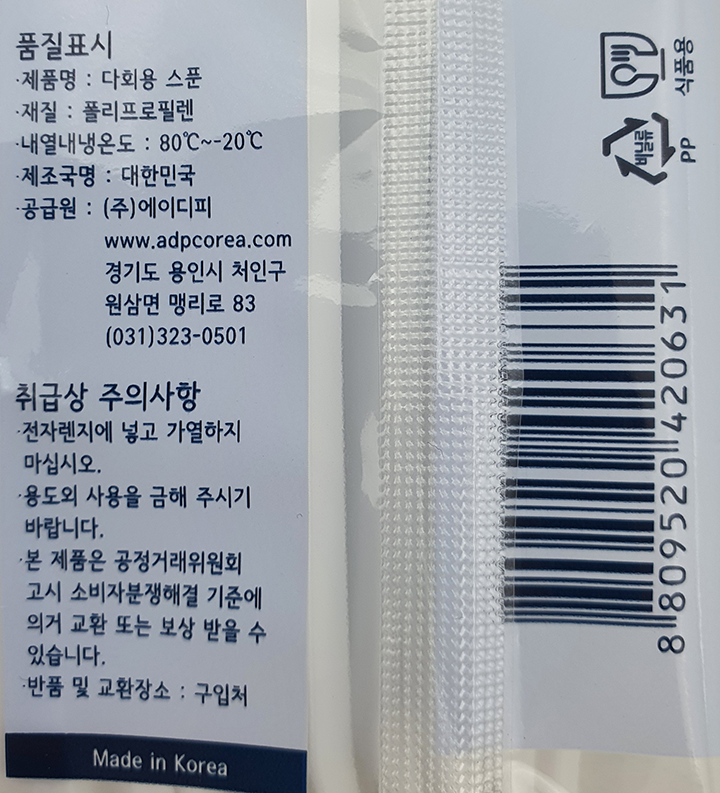 품질표시
·제품명 : 다회용 스푼
·재질 : 폴리프로필렌
·내열내냉온도 : 80℃~-20℃
·제조국명 : 대한민국
·공급원 : (주)에이디피
www.adpcorea.com
경기도 용인시 처인구
원삼면 맹리로 83
(031)323-0501
취급상 주의사항
·전자렌지에 넣고 가열하지
마십시오.
·용도외 사용을 금해 주시기
바랍니다.
·본 제품은 공정거래위원회
고시 소비자분쟁해결 기준에
의거 교환 또는 보상 받을 수
있습니다.
·반품 및 교환장소 : 구입처
Made in Korea
식품용
비닐류
PP
8 809520 420631